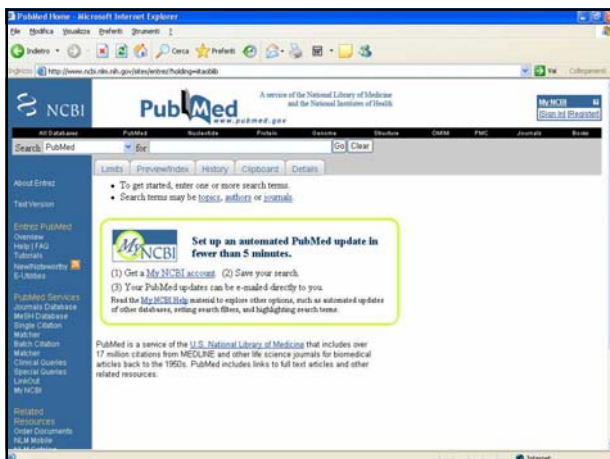 PubMed Home - Microsoft Internet Explorer
File Modifica Visualizza Preferiti Strumenti ?
Indietro Cerca Preferiti
Indirizzo http://www.ncbi.nlm.nih.gov/sites/entrez?holding=itaoblib Vai Collegamenti
NCBI
PubMed
www.pubmed.gov
A service of the National Library of Medicine
and the National Institutes of Health
My NCBI
[Sign In] [Register]
All Databases PubMed Nucleotide Protein Genome Structure OMIM PMC Journals Books
Search PubMed for Go Clear
Limits Preview/Index History Clipboard Details
About Entrez
Text Version
Entrez PubMed
Overview
Help | FAQ
Tutorials
New/Noteworthy
E-Utilities
PubMed Services
Journals Database
MeSH Database
Single Citation
Matcher
Batch Citation
Matcher
Clinical Queries
Special Queries
LinkOut
My NCBI
Related
Resources
Order Documents
NLM Mobile
NLM Catalog
• To get started, enter one or more search terms.
• Search terms may be topics, authors or journals.
My NCBI
Set up an automated PubMed update in
fewer than 5 minutes.
(1) Get a My NCBI account. (2) Save your search.
(3) Your PubMed updates can be e-mailed directly to you.
Read the My NCBI Help material to explore other options, such as automated updates
of other databases, setting search filters, and highlighting search terms.
PubMed is a service of the U.S. National Library of Medicine that includes over
17 million citations from MEDLINE and other life science journals for biomedical
articles back to the 1950s. PubMed includes links to full text articles and other
related resources.
Internet